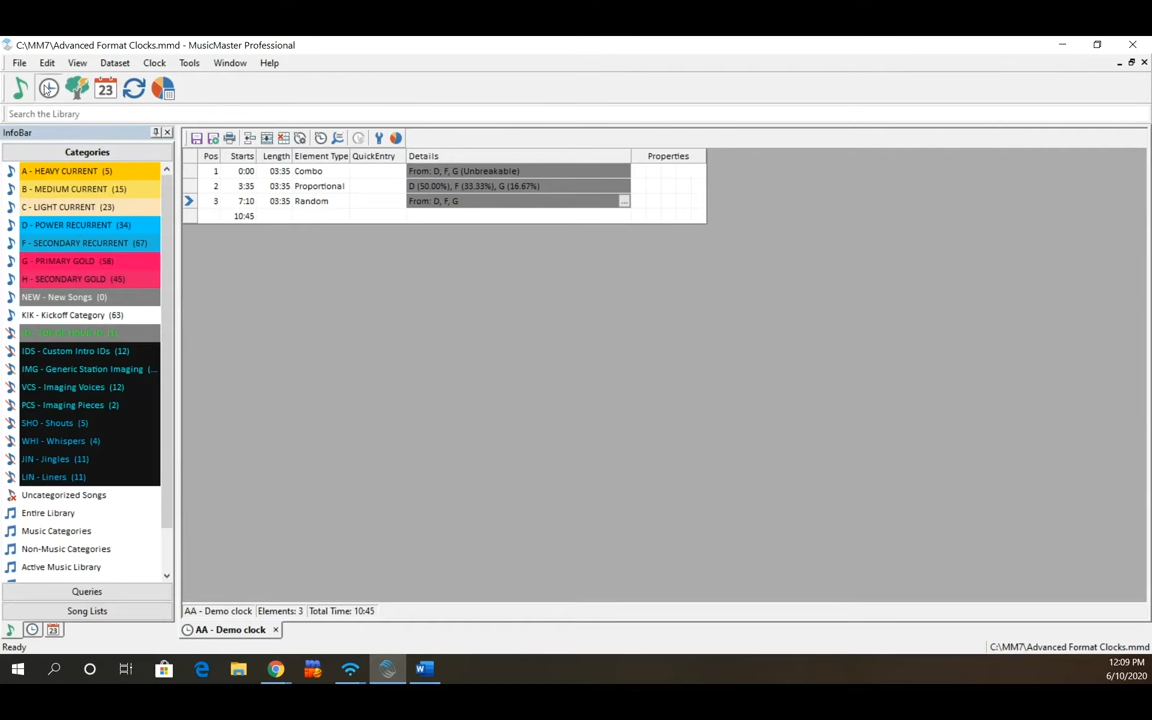 C:\MM7\Advanced Format Clocks.mmd - MusicMaster Professional
File Edit View Dataset Clock Tools Window Help
23
Search the Library
InfoBar
Categories
A - HEAVY CURRENT (5)
B - MEDIUM CURRENT (15)
C - LIGHT CURRENT (23)
D - POWER RECURRENT (34)
F - SECONDARY RECURRENT (67)
G - PRIMARY GOLD (58)
H - SECONDARY GOLD (45)
NEW - New Songs (0)
KIK - Kickoff Category (63)
IDS - Custom Intro IDs (12)
IMG - Generic Station Imaging (...
VCS - Imaging Voices (12)
PCS - Imaging Pieces (2)
SHO - Shouts (5)
WHI - Whispers (4)
JIN - Jingles (11)
LIN - Liners (11)
Uncategorized Songs
Entire Library
Music Categories
Non-Music Categories
Active Music Library
Queries
Song Lists
23
Pos Starts Length Element Type QuickEntry Details Properties
1 0:00 03:35 Combo From: D, F, G (Unbreakable)
2 3:35 03:35 Proportional D (50.00%), F (33.33%), G (16.67%)
3 7:10 03:35 Random From: D, F, G ...
10:45
AA - Demo clock Elements: 3 Total Time: 10:45
AA - Demo clock ×
Ready
C:\MM7\Advanced Format Clocks.mmd
12:09 PM
6/10/2020